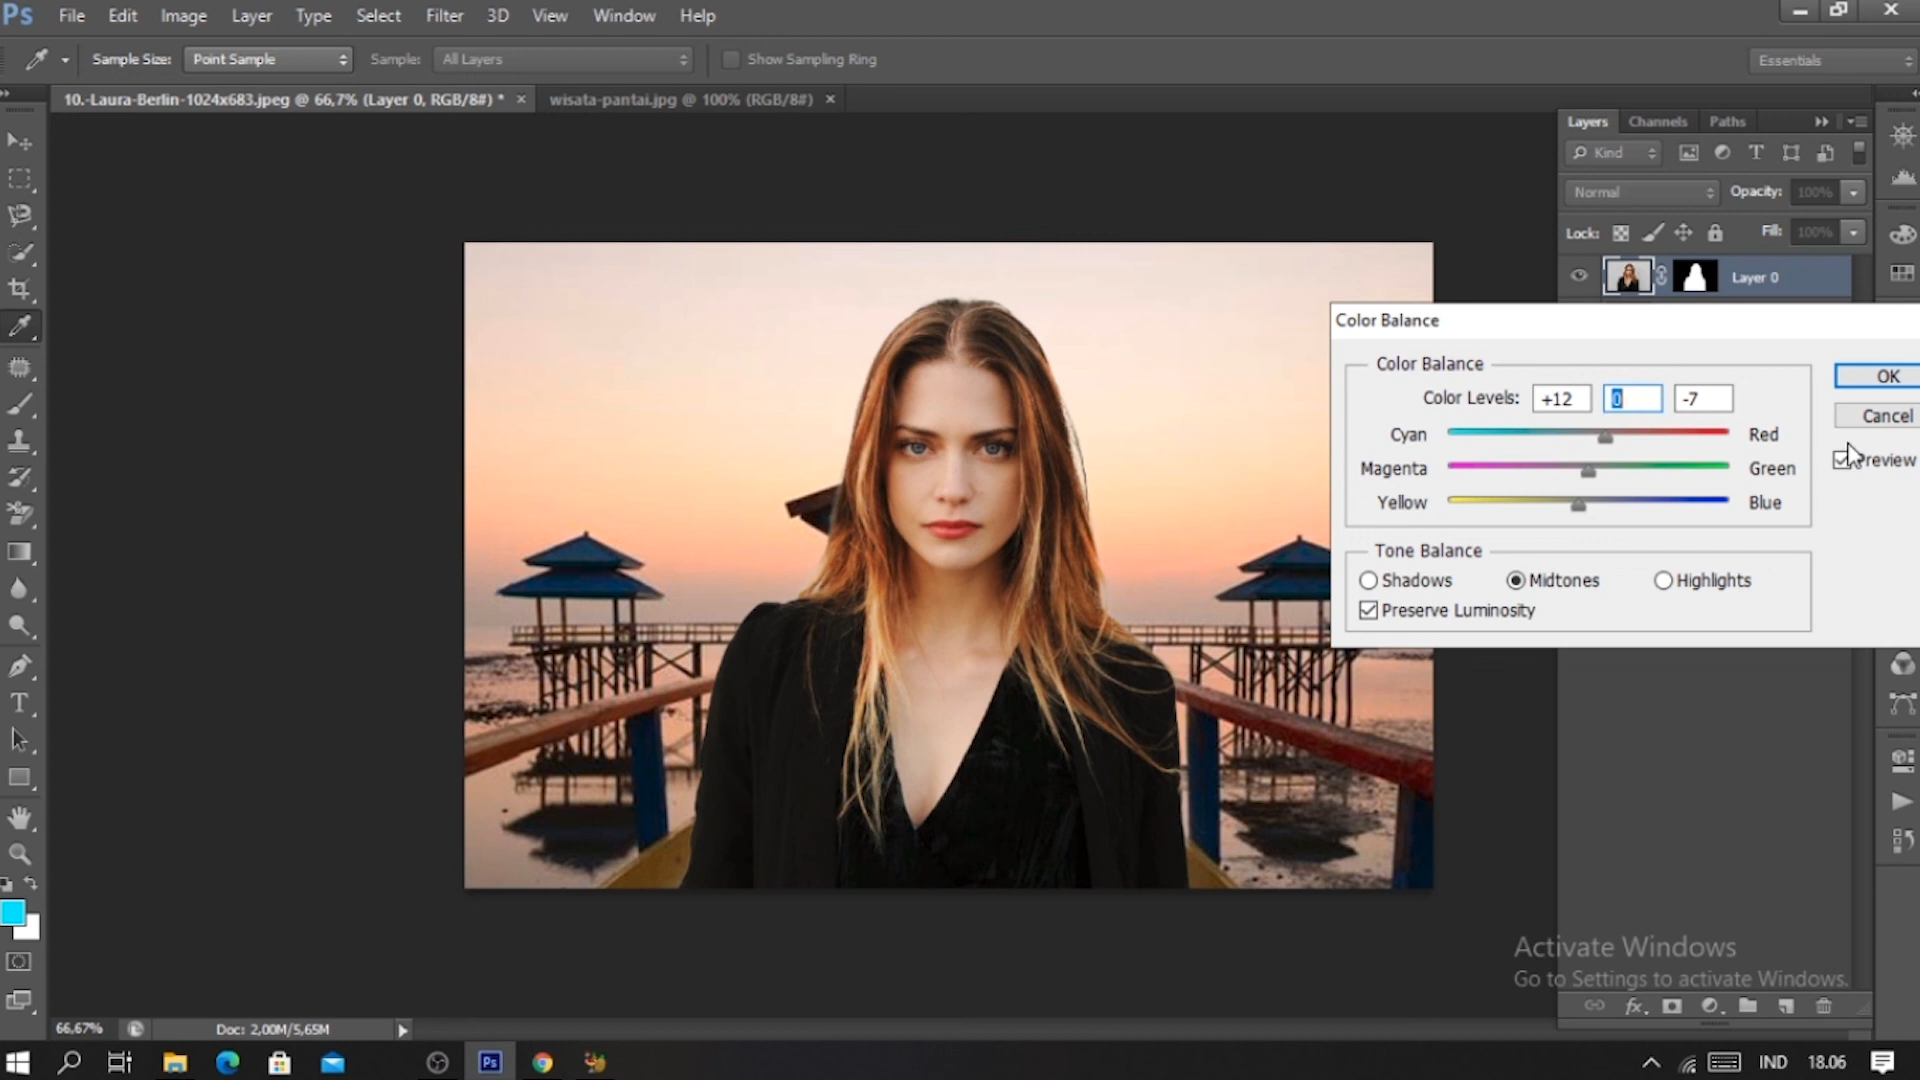 Ps File Edit Image Layer Type Select Filter 3D View Window Help
Sample Size: Point Sample Sample: All Layers Show Sampling Ring Essentials
10.-Laura-Berlin-1024x683.jpeg @ 66,7% (Layer 0, RGB/8#) * × wisata-pantai.jpg @ 100% (RGB/8#) ×
Layers Channels Paths
Kind
Normal Opacity: 100%
Lock: Fill: 100%
Layer 0
Color Balance
Color Balance
Color Levels: +12 0 -7
OK
Cancel
Preview
Cyan Red
Magenta Green
Yellow Blue
Tone Balance
Shadows Midtones Highlights
Preserve Luminosity
Activate Windows
Go to Settings to activate Windows.
fx
66,67% Doc: 2,00M/5,65M
Ps IND 18.06